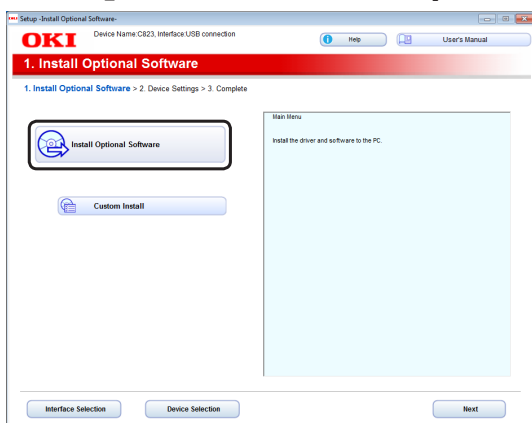 Setup -Install Optional Software-
OKI
Device Name:C823, Interface:USB connection
Help
User's Manual
1. Install Optional Software
1. Install Optional Software > 2. Device Settings > 3. Complete
Main Menu
Install the driver and software to the PC.
Install Optional Software
Custom Install
Interface Selection
Device Selection
Next